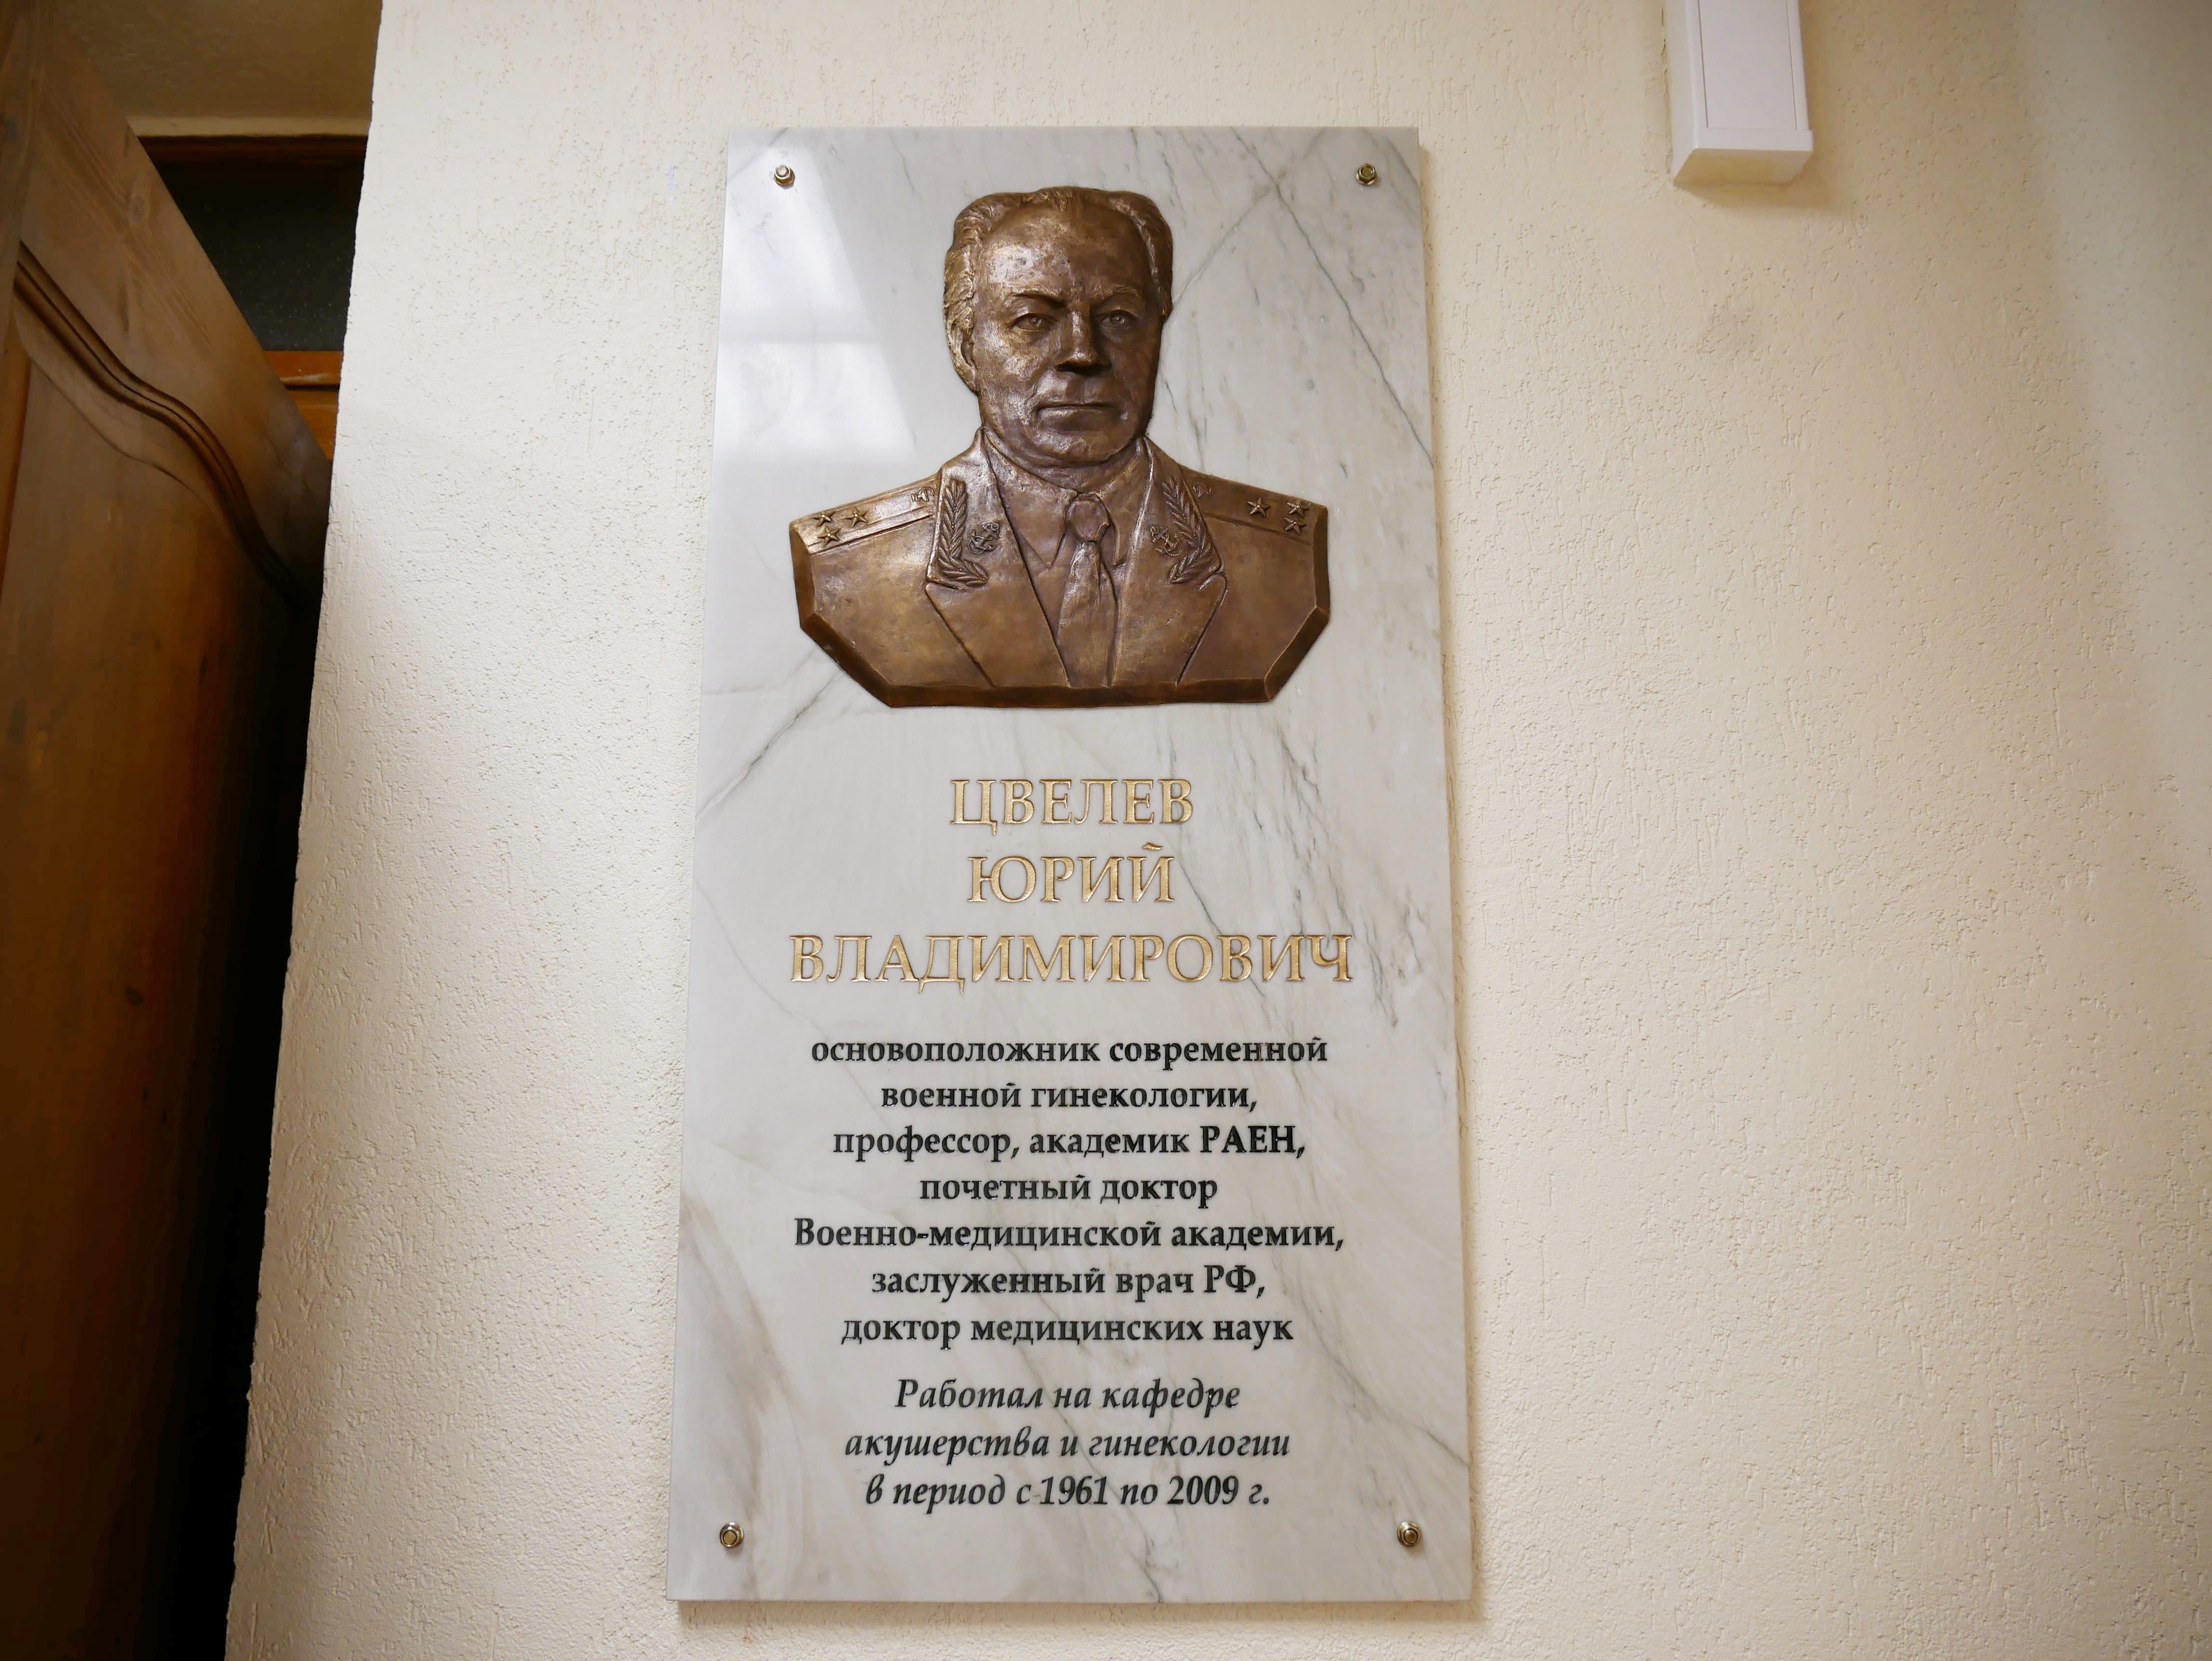 ЦВЕЛЕВ
ЮРИЙ
ВЛАДИМИРОВИЧ
основоположник современной
военной гинекологии,
профессор, академик РАЕН,
почетный доктор
Военно-медицинской академии,
заслуженный врач РФ,
доктор медицинских наук
Работал на кафедре
акушерства и гинекологии
в период с 1961 по 2009 г.